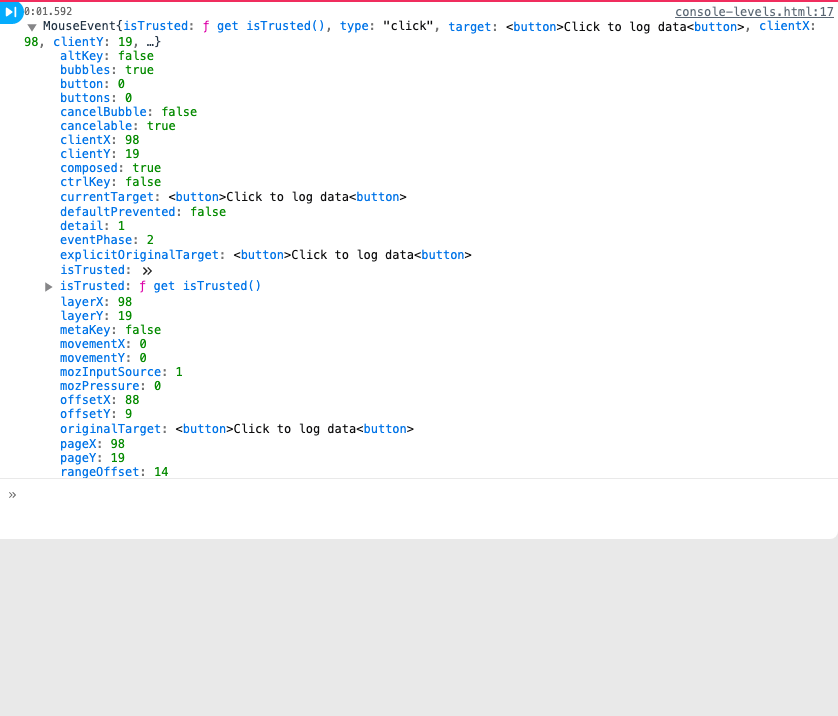 0:01.592 console-levels.html:17
MouseEvent{isTrusted: ƒ get isTrusted(), type: "click", target: <button>Click to log data<button>, clientX:
98, clientY: 19, …}
altKey: false
bubbles: true
button: 0
buttons: 0
cancelBubble: false
cancelable: true
clientX: 98
clientY: 19
composed: true
ctrlKey: false
currentTarget: <button>Click to log data<button>
defaultPrevented: false
detail: 1
eventPhase: 2
explicitOriginalTarget: <button>Click to log data<button>
isTrusted: »
isTrusted: ƒ get isTrusted()
layerX: 98
layerY: 19
metaKey: false
movementX: 0
movementY: 0
mozInputSource: 1
mozPressure: 0
offsetX: 88
offsetY: 9
originalTarget: <button>Click to log data<button>
pageX: 98
pageY: 19
rangeOffset: 14
»